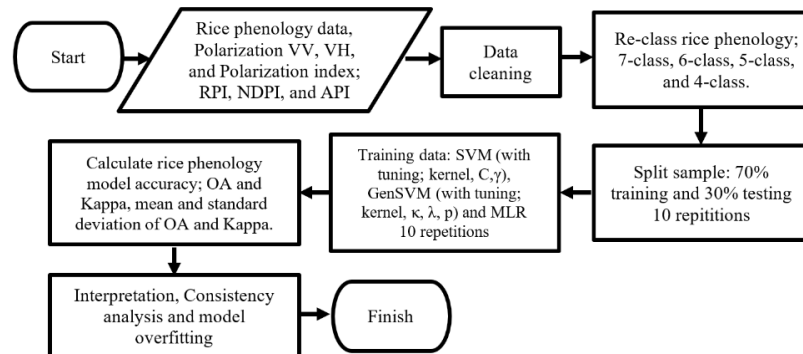 Start
Rice phenology data,
Polarization VV, VH,
and Polarization index;
RPI, NDPI, and API
Data
cleaning
Re-class rice phenology;
7-class, 6-class, 5-class,
and 4-class.
Split sample: 70%
training and 30% testing
10 repititions
Training data: SVM (with
tuning; kernel, C,γ),
GenSVM (with tuning;
kernel, κ, λ, p) and MLR
10 repetitions
Calculate rice phenology
model accuracy; OA and
Kappa, mean and standard
deviation of OA and Kappa.
Interpretation, Consistency
analysis and model
overfitting
Finish